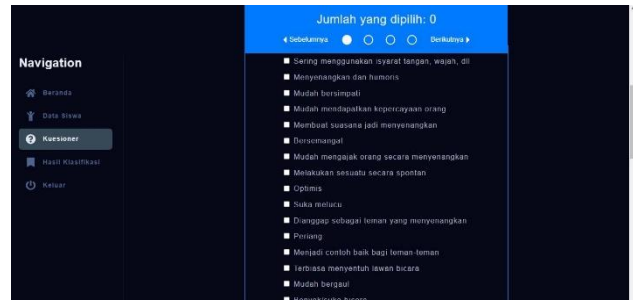 Jumlah yang dipilih: 0
Sebelumnya
Berikutnya
Navigation
Beranda
Data Siswa
Kuesioner
Hasil Klasifikasi
Keluar
Sering menggunakan isyarat tangan, wajah, dll
Menyenangkan dan humoris
Mudah bersimpati
Mudah mendapatkan kepercayaan orang
Membuat suasana jadi menyenangkan
Bersemangat
Mudah mengajak orang secara menyenangkan
Melakukan sesuatu secara spontan
Optimis
Suka melucu
Dianggap sebagai teman yang menyenangkan
Periang
Menjadi contoh baik bagi teman-teman
Terbiasa menyentuh lawan bicara
Mudah bergaul